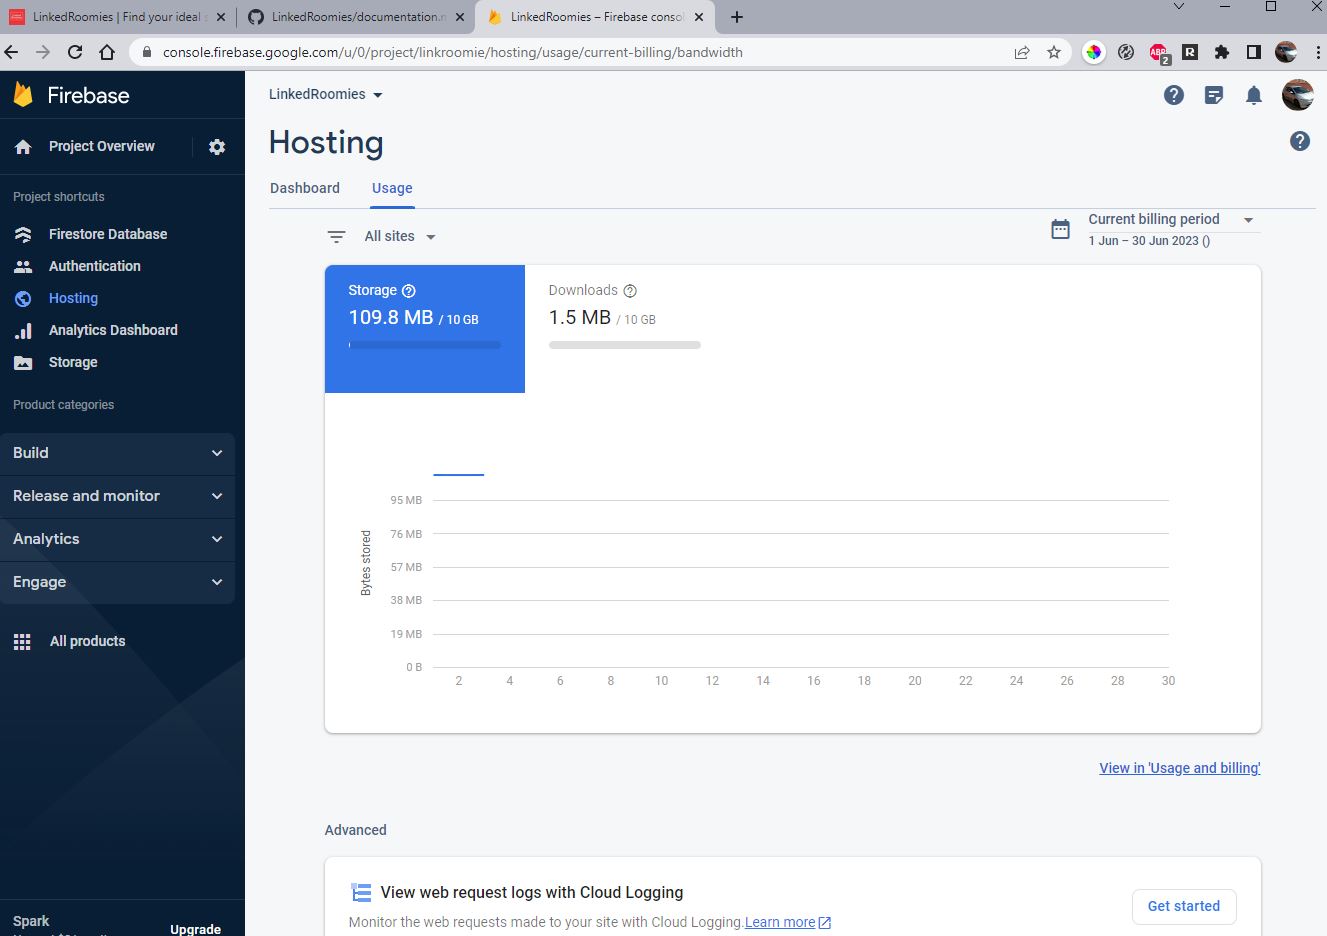 LinkedRoomies | Find your ideal s
LinkedRoomies/documentation.m
LinkedRoomies – Firebase consol
console.firebase.google.com/u/0/project/linkroomie/hosting/usage/current-billing/bandwidth
ABP
2
R
Firebase
Project Overview
Project shortcuts
Firestore Database
Authentication
Hosting
Analytics Dashboard
Storage
Product categories
Build
Release and monitor
Analytics
Engage
All products
Spark
Upgrade
LinkedRoomies
Hosting
Dashboard
Usage
All sites
Current billing period
1 Jun – 30 Jun 2023 ()
Storage
109.8 MB / 10 GB
Downloads
1.5 MB / 10 GB
Bytes stored
95 MB
76 MB
57 MB
38 MB
19 MB
0 B
2 4 6 8 10 12 14 16 18 20 22 24 26 28 30
View in 'Usage and billing'
Advanced
View web request logs with Cloud Logging
Monitor the web requests made to your site with Cloud Logging.Learn more
Get started